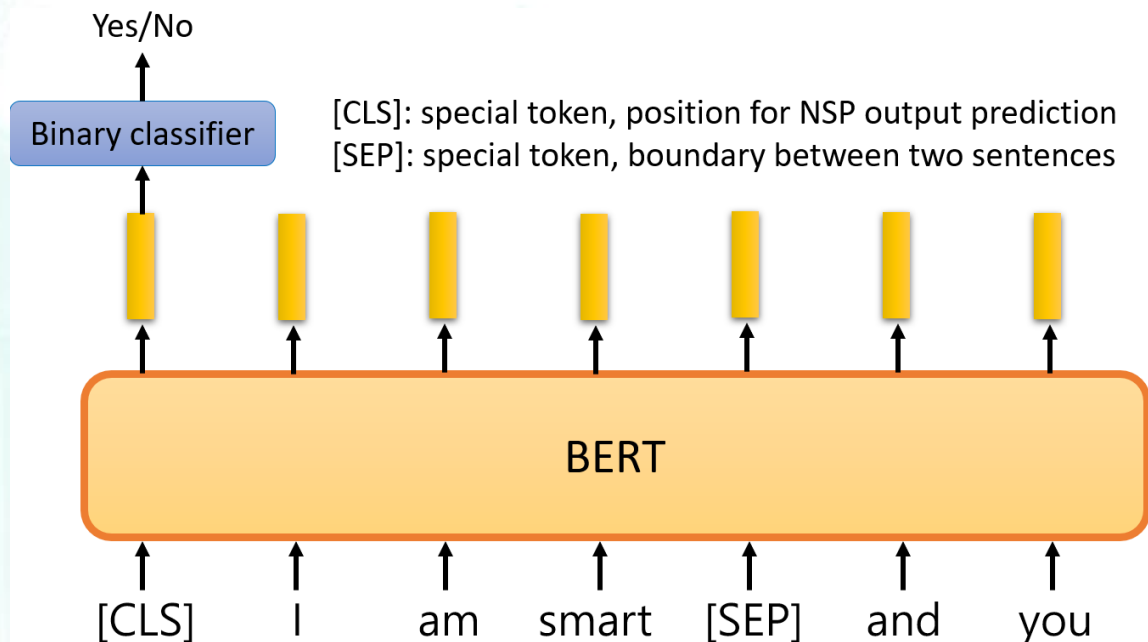 Yes/No
Binary classifier
[CLS]: special token, position for NSP output prediction
[SEP]: special token, boundary between two sentences
BERT
[CLS] I am smart [SEP] and you